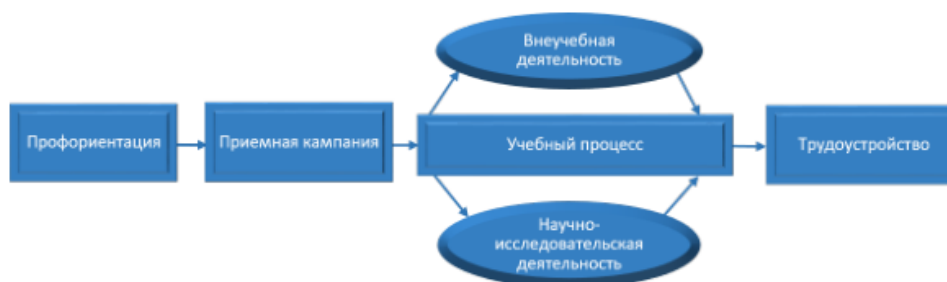 Внеучебная
деятельность
Профориентация
Приемная кампания
Учебный процесс
Трудоустройство
Научно-
исследовательская
деятельность